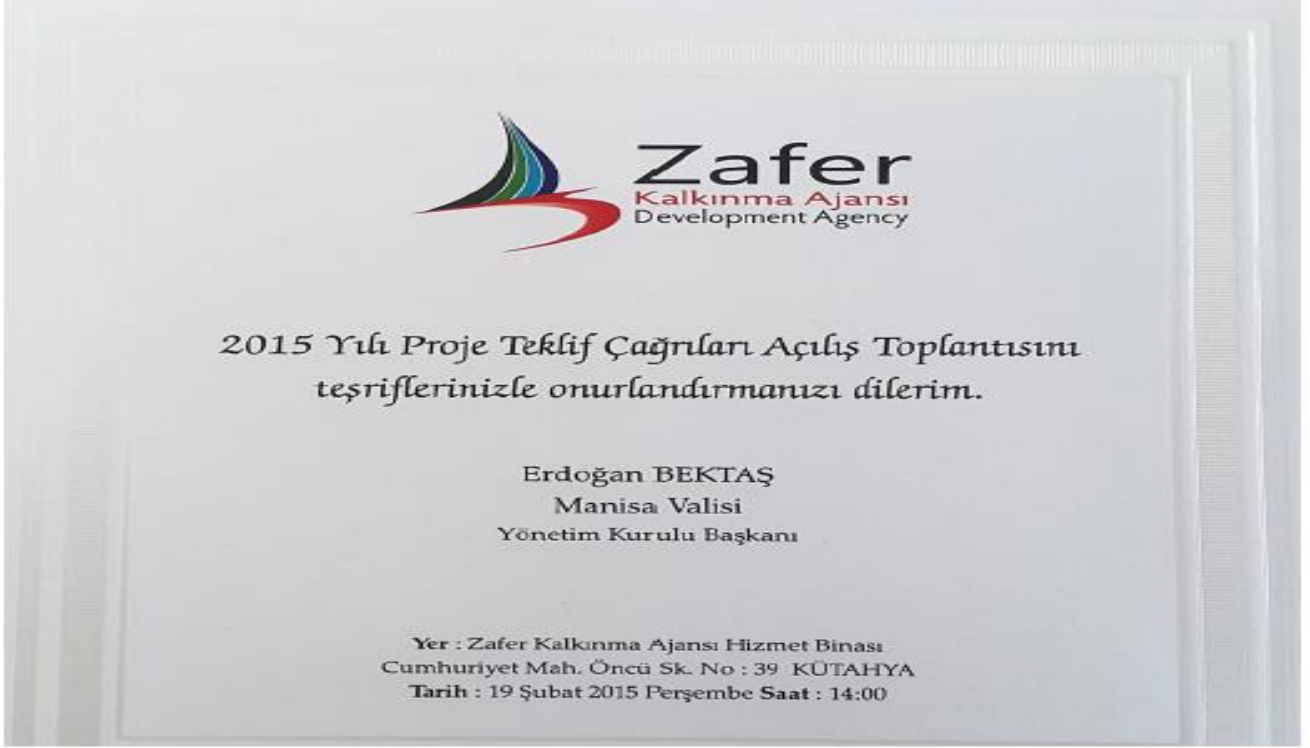 Zafer
Kalkınma Ajansı
Development Agency
2015 Yılı Proje Teklif Çağrıları Açılış Toplantısını
teşriflerinizle onurlandırmanızı dilerim.
Erdoğan BEKTAŞ
Manisa Valisi
Yönetim Kurulu Başkanı
Yer : Zafer Kalkınma Ajansı Hizmet Binası
Cumhuriyet Mah. Öncü Sk. No : 39 KÜTAHYA
Tarih : 19 Şubat 2015 Perşembe Saat : 14:00